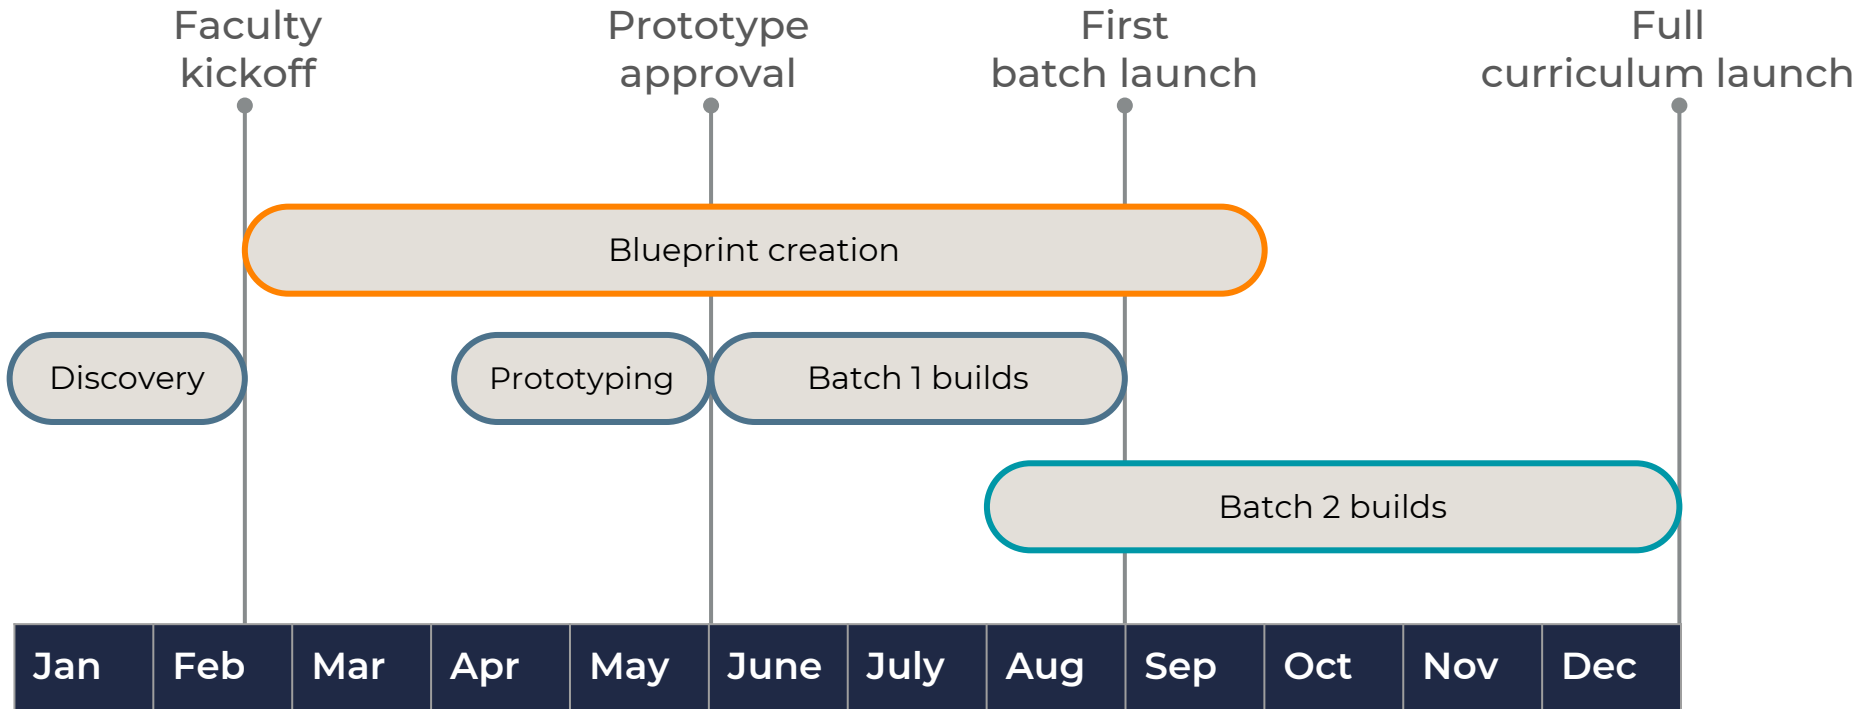 Faculty
kickoff
Prototype
approval
First
batch launch
Full
curriculum launch
Blueprint creation
Discovery
Prototyping
Batch 1 builds
Batch 2 builds
Jan
Feb
Mar
Apr
May
June
July
Aug
Sep
Oct
Nov
Dec